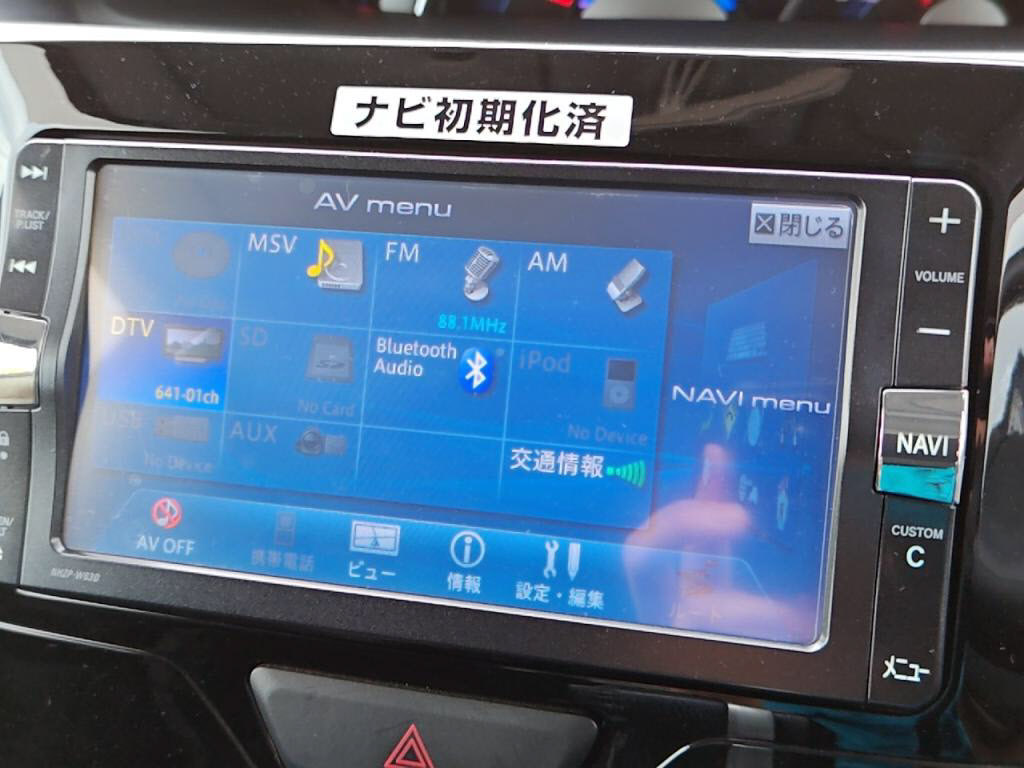 ナビ初期化済
AV menu
閉じる
MSV
FM
88.1MHz
AM
DTV
641-01ch
SD
No Card
Bluetooth
Audio
iPod
No Device
USB
No Device
AUX
交通情報
NAVI menu
AV OFF
携帯電話
ビュー
情報
設定・編集
ルート
TRACK/
P.LIST
VOLUME
NAVI
CUSTOM
C
メニュー